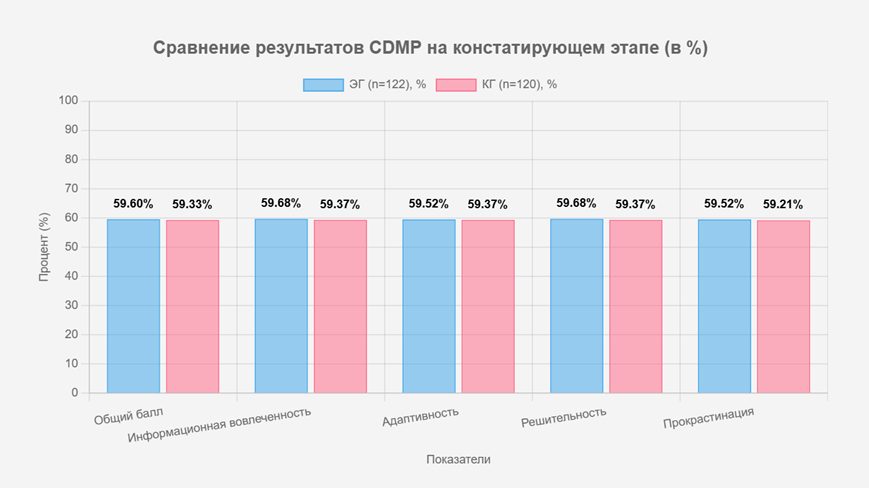 Сравнение результатов CDMP на констатирующем этапе (в %)
ЭГ (n=122), % КГ (n=120), %
Процент (%)
100
90
80
70
60
50
40
30
20
10
0
59.60% 59.33% 59.68% 59.37% 59.52% 59.37% 59.68% 59.37% 59.52% 59.21%
Общий балл Информационная вовлеченность Адаптивность Решительность Прокрастинация
Показатели